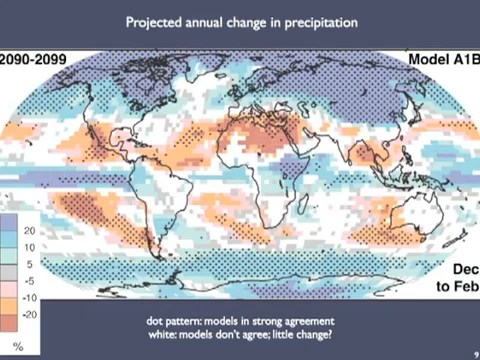 Projected annual change in precipitation
2090-2099
Model A1B
20
10
5
-5
-10
-20
%
Dec
to Feb
dot pattern: models in strong agreement
white: models don't agree; little change?
9